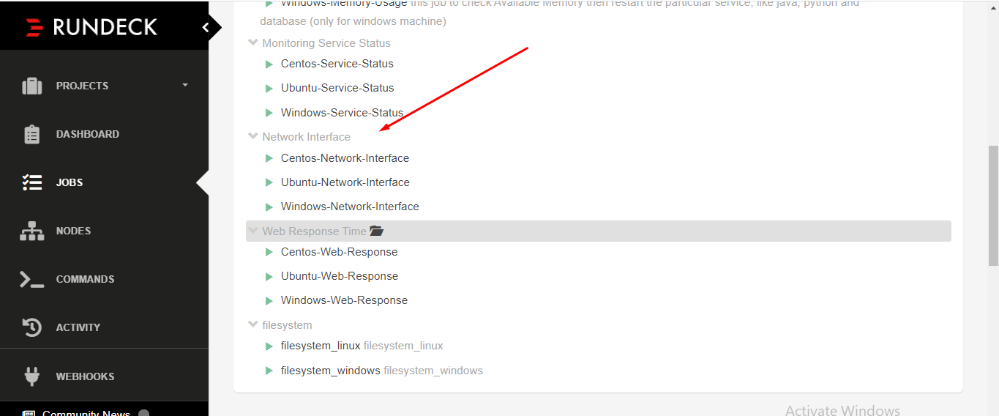 RUNDECK
PROJECTS
DASHBOARD
JOBS
NODES
COMMANDS
ACTIVITY
WEBHOOKS
Community News
Windows-Memory-Usage this job to check Available Memory then restart the particular service, like java, python and
database (only for windows machine)
Monitoring Service Status
Centos-Service-Status
Ubuntu-Service-Status
Windows-Service-Status
Network Interface
Centos-Network-Interface
Ubuntu-Network-Interface
Windows-Network-Interface
Web Response Time
Centos-Web-Response
Ubuntu-Web-Response
Windows-Web-Response
filesystem
filesystem_linux filesystem_linux
filesystem_windows filesystem_windows
Activate Windows